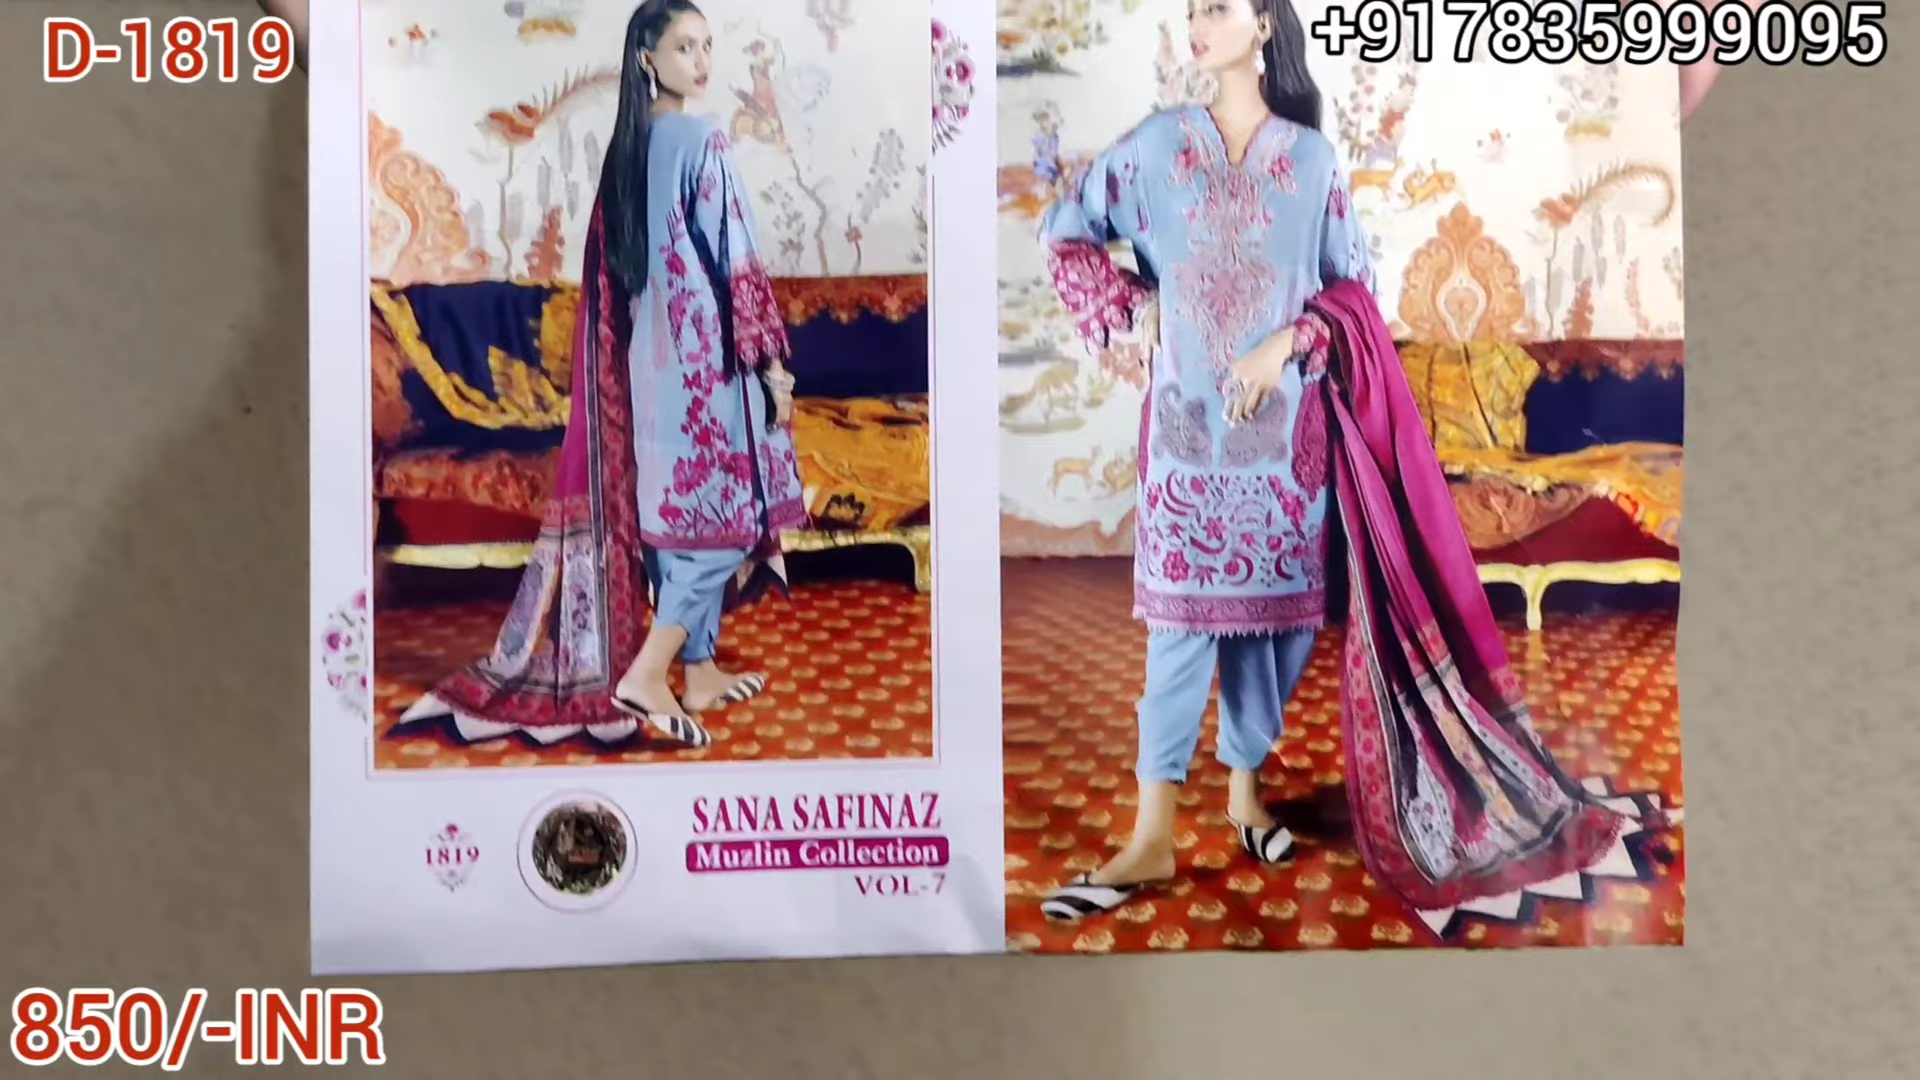 D-1819
+917835999095
SANA SAFINAZ
Muzlin Collection
VOL-7
1819
850/-INR